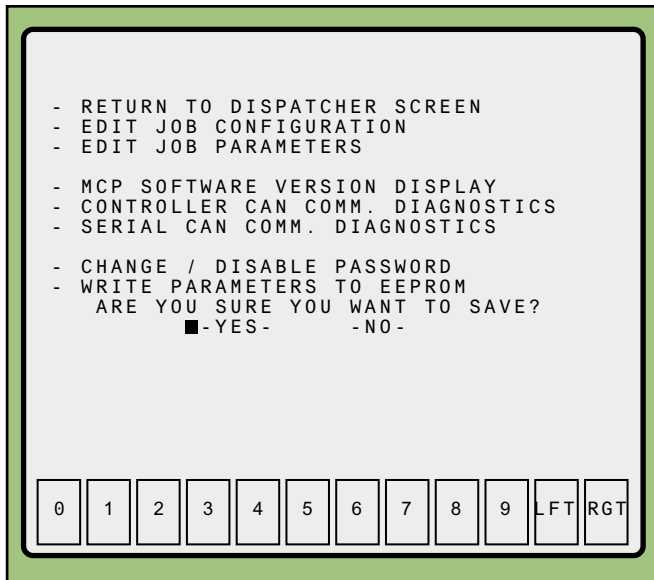 - RETURN TO DISPATCHER SCREEN
- EDIT JOB CONFIGURATION
- EDIT JOB PARAMETERS
- MCP SOFTWARE VERSION DISPLAY
- CONTROLLER CAN COMM. DIAGNOSTICS
- SERIAL CAN COMM. DIAGNOSTICS
- CHANGE / DISABLE PASSWORD
- WRITE PARAMETERS TO EEPROM
ARE YOU SURE YOU WANT TO SAVE?
■-YES- -NO-
0 1 2 3 4 5 6 7 8 9 LFT RGT